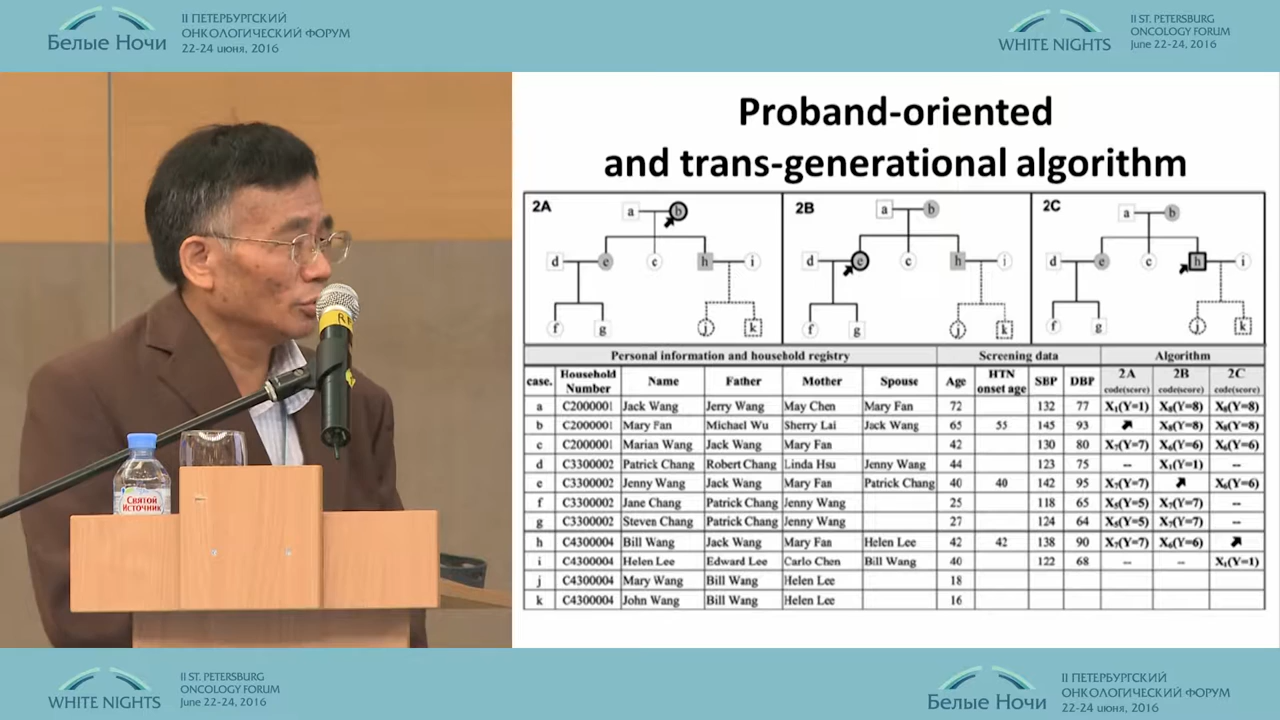 II ПЕТЕРБУРГСКИЙ
ОНКОЛОГИЧЕСКИЙ ФОРУМ
Белые Ночи
22-24 июня, 2016
II ST. PETERSBURG
ONCOLOGY FORUM
WHITE NIGHTS
June 22-24, 2016
Proband-oriented
and trans-generational algorithm
2A
a b
d e c h i
f g j k
2B
a b
d e c h i
f g j k
2C
a b
d e c h i
f g j k
Personal information and household registry Screening data Algorithm
case. Household Number Name Father Mother Spouse Age HTN onset age SBP DBP 2A code(score) 2B code(score) 2C code(score)
a C2000001 Jack Wang Jerry Wang May Chen Mary Fan 72 132 77 X₁(Y=1) X₈(Y=8) X₈(Y=8)
b C2000001 Mary Fan Michael Wu Sherry Lai Jack Wang 65 55 145 93 X₈(Y=8) X₈(Y=8)
c C2000001 Marian Wang Jack Wang Mary Fan 42 130 80 X₇(Y=7) X₆(Y=6) X₆(Y=6)
d C3300002 Patrick Chang Robert Chang Linda Hsu Jenny Wang 44 123 75 -- X₁(Y=1) --
e C3300002 Jenny Wang Jack Wang Mary Fan Patrick Chang 40 40 142 95 X₇(Y=7) X₆(Y=6)
f C3300002 Jane Chang Patrick Chang Jenny Wang 25 118 65 X₅(Y=5) X₇(Y=7) --
g C3300002 Steven Chang Patrick Chang Jenny Wang 27 124 64 X₅(Y=5) X₇(Y=7) --
h C4300004 Bill Wang Jack Wang Mary Fan Helen Lee 42 42 138 90 X₇(Y=7) X₆(Y=6)
i C4300004 Helen Lee Edward Lee Carlo Chen Bill Wang 40 122 68 -- -- X₁(Y=1)
j C4300004 Mary Wang Bill Wang Helen Lee 18
k C4300004 John Wang Bill Wang Helen Lee 16
Святой
Источник
II ST. PETERSBURG
ONCOLOGY FORUM
WHITE NIGHTS
June 22-24, 2016
II ПЕТЕРБУРГСКИЙ
ОНКОЛОГИЧЕСКИЙ ФОРУМ
Белые Ночи
22-24 июня, 2016